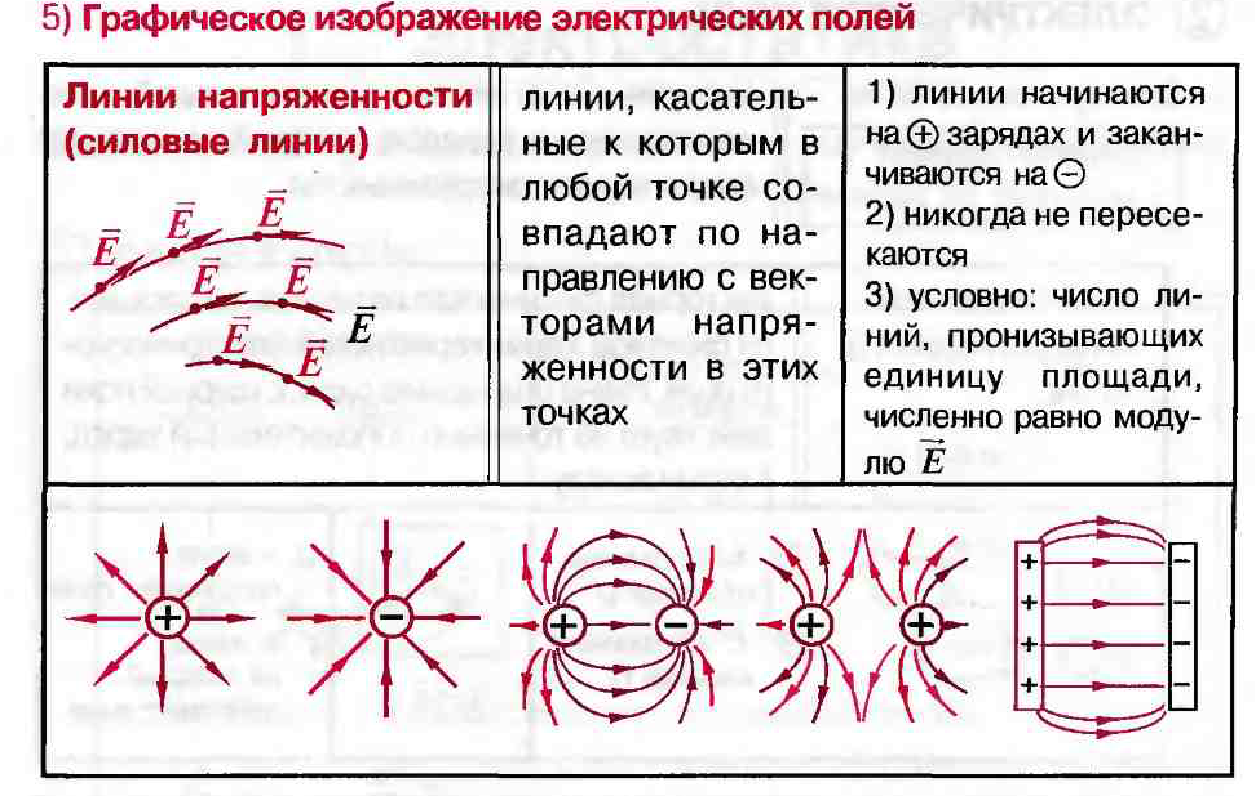 5) Графическое изображение электрических полей
Линии напряженности
(силовые линии)
E E E
E E
E E
E
линии, касатель-
ные к которым в
любой точке со-
впадают по на-
правлению с век-
торами напря-
женности в этих
точках
1) линии начинаются
на ⊕ зарядах и закан-
чиваются на ⊖
2) никогда не пересе-
каются
3) условно: число ли-
ний, пронизывающих
единицу площади,
численно равно моду-
лю E
+ − + − + +
+ −
+ −
+ −
+ −